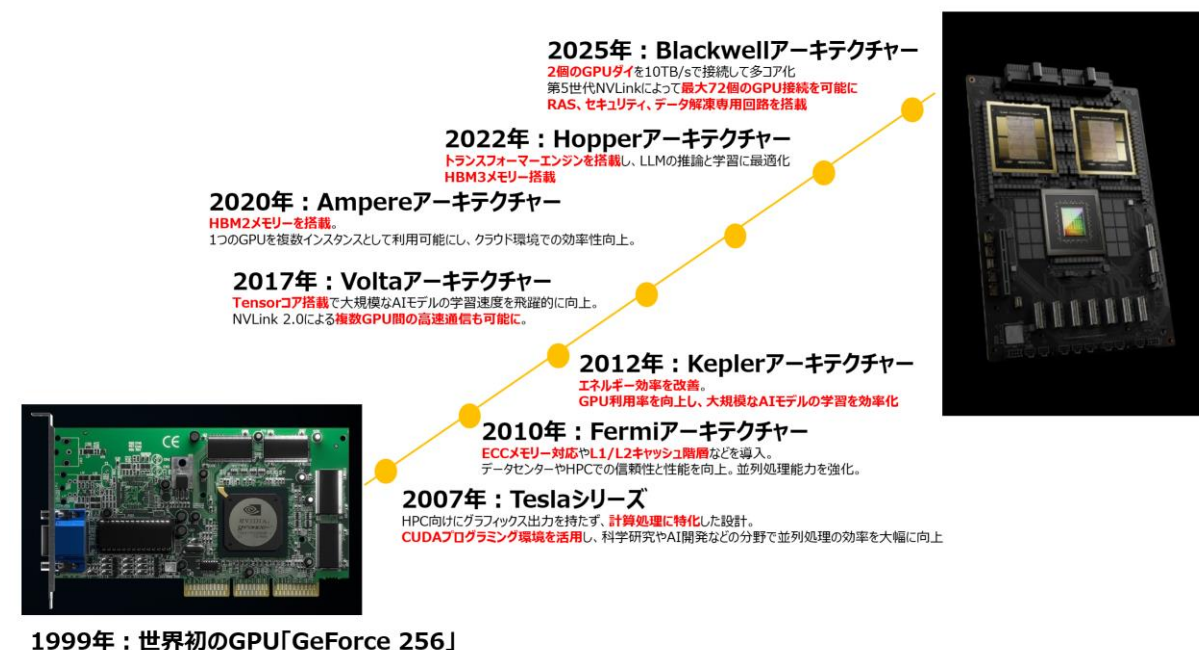 2025年：Blackwellアーキテクチャー
2個のGPUダイを10TB/sで接続して多コア化
第5世代NVLinkによって最大72個のGPU接続を可能に
RAS、セキュリティ、データ解凍専用回路を搭載
2022年：Hopperアーキテクチャー
トランスフォーマーエンジンを搭載し、LLMの推論と学習に最適化
HBM3メモリー搭載
2020年：Ampereアーキテクチャー
HBM2メモリーを搭載。
1つのGPUを複数インスタンスとして利用可能にし、クラウド環境での効率性向上。
2017年：Voltaアーキテクチャー
Tensorコア搭載で大規模なAIモデルの学習速度を飛躍的に向上。
NVLink 2.0による複数GPU間の高速通信も可能に。
2012年：Keplerアーキテクチャー
エネルギー効率を改善。
GPU利用率を向上し、大規模なAIモデルの学習を効率化
2010年：Fermiアーキテクチャー
ECCメモリー対応やL1/L2キャッシュ階層などを導入。
データセンターやHPCでの信頼性と性能を向上。並列処理能力を強化。
2007年：Teslaシリーズ
HPC向けにグラフィックス出力を持たず、計算処理に特化した設計。
CUDAプログラミング環境を活用し、科学研究やAI開発などの分野で並列処理の効率を大幅に向上
CE
NVIDIA
1999年：世界初のGPU「GeForce 256」